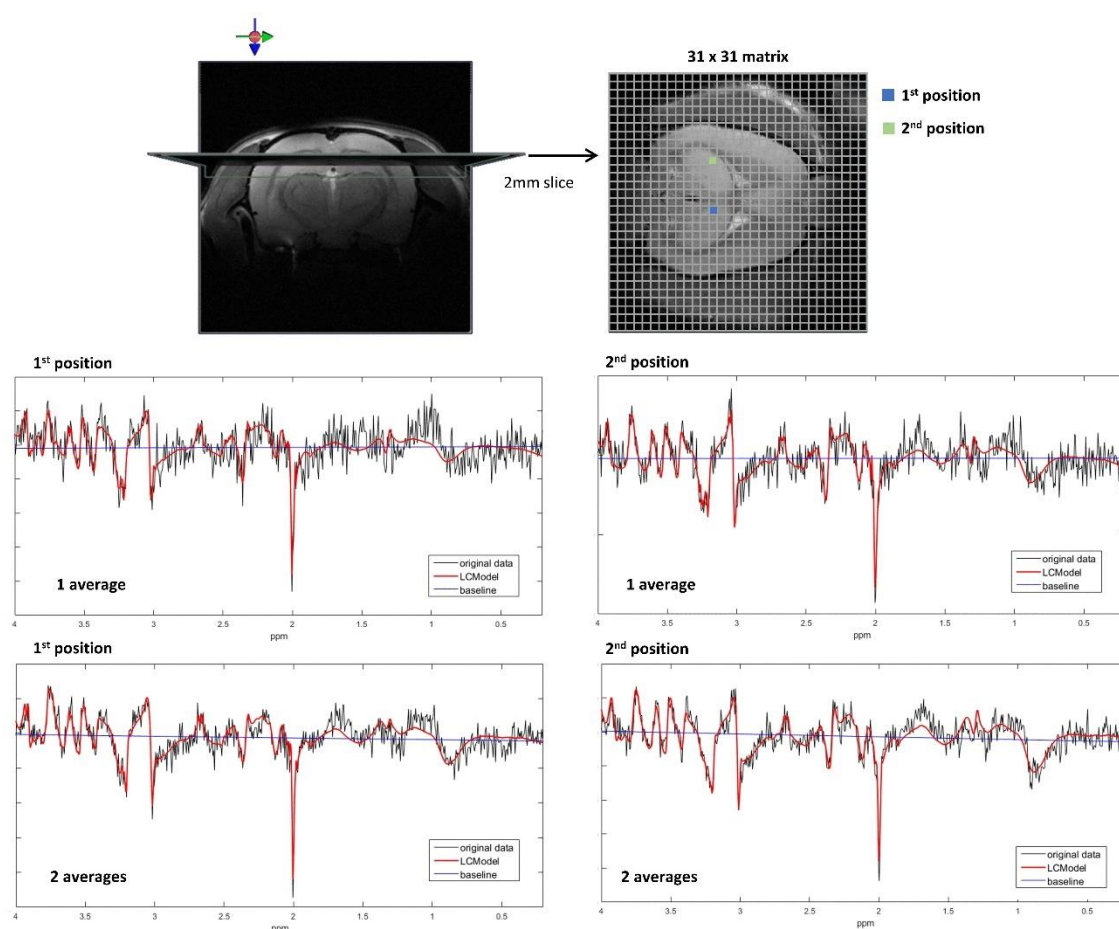 31 x 31 matrix
1st position
2nd position
2mm slice
1st position
original data
LCModel
baseline
1 average
4 3.5 3 2.5 2 1.5 1 0.5
ppm
2nd position
original data
LCModel
baseline
1 average
4 3.5 3 2.5 2 1.5 1 0.5
ppm
1st position
original data
LCModel
baseline
2 averages
4 3.5 3 2.5 2 1.5 1 0.5
ppm
2nd position
original data
LCModel
baseline
2 averages
4 3.5 3 2.5 2 1.5 1 0.5
ppm